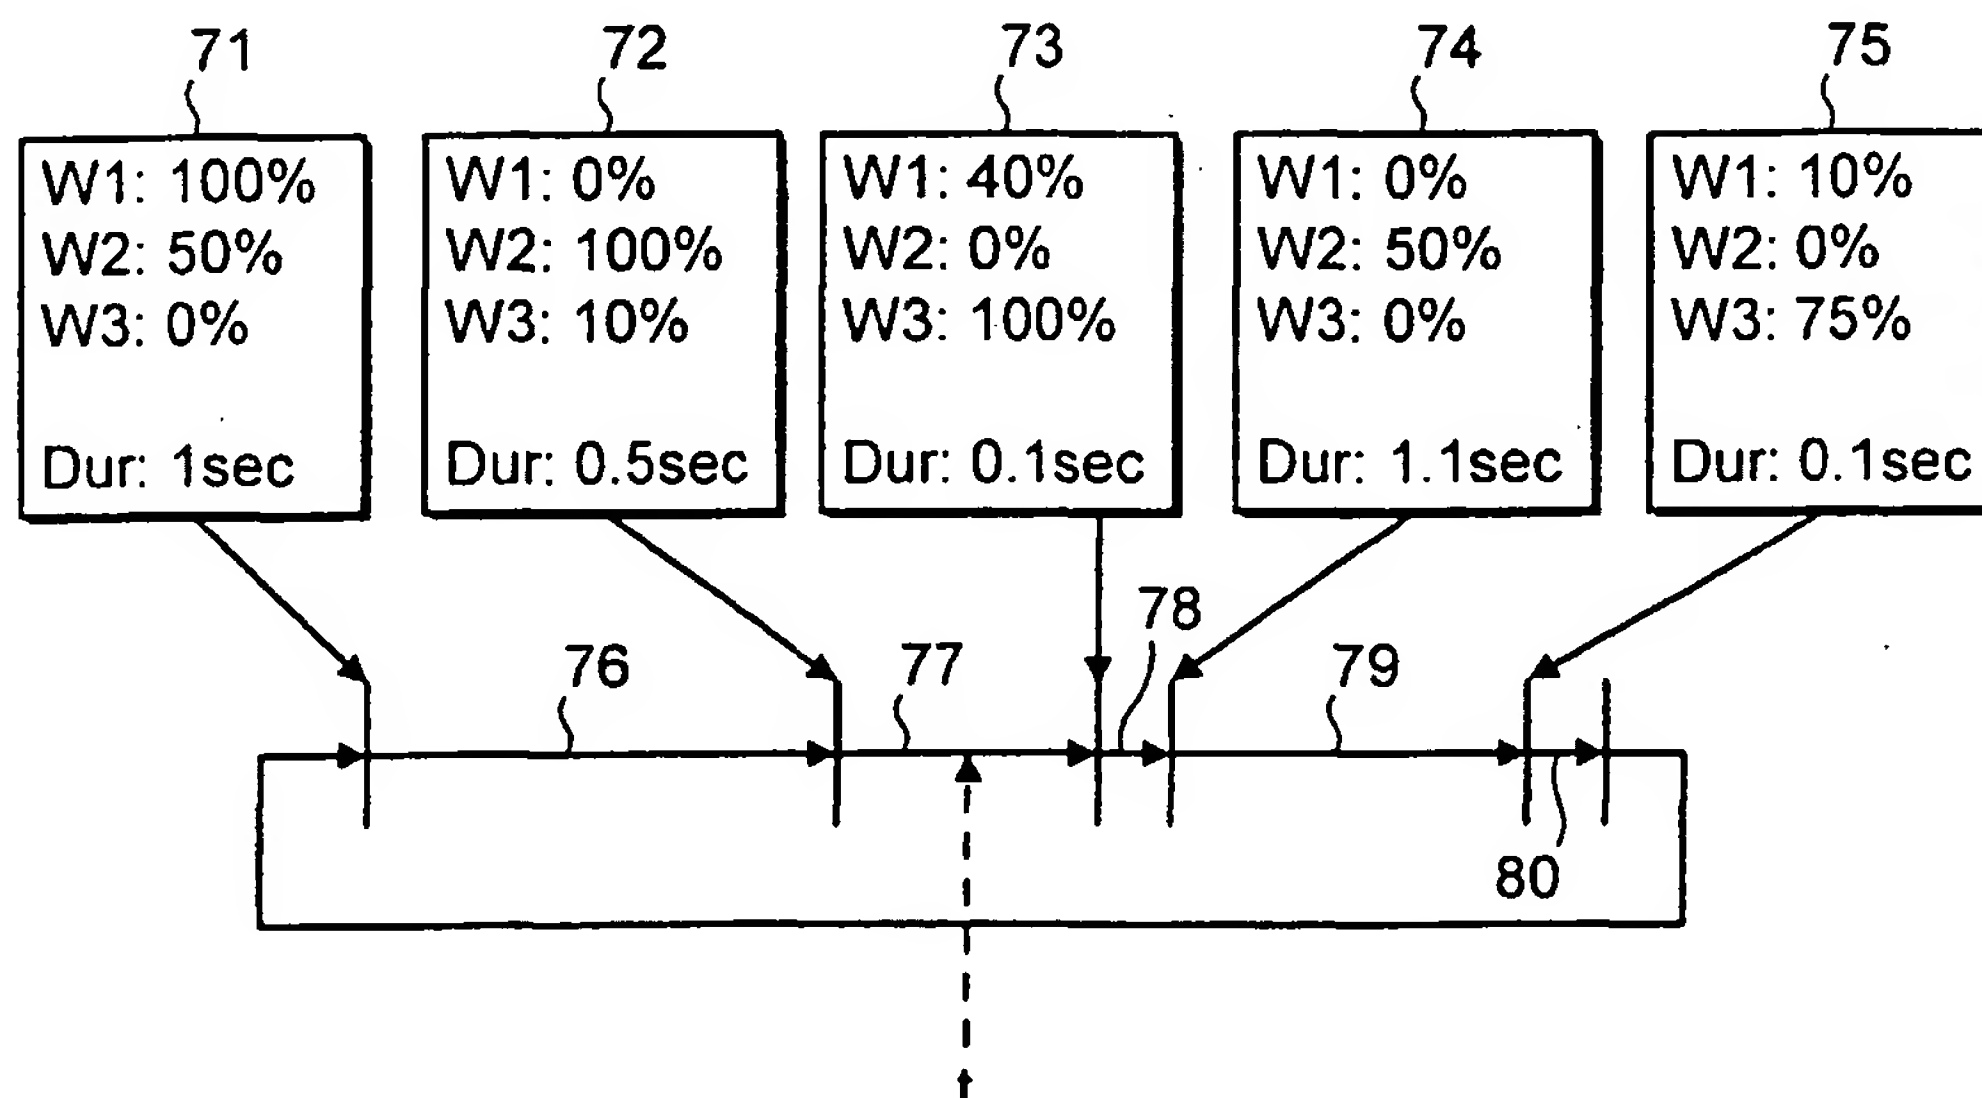 71
72
73
74
75
W1: 100%
W2: 50%
W3: 0%
Dur: 1sec
W1: 0%
W2: 100%
W3: 10%
Dur: 0.5sec
W1: 40%
W2: 0%
W3: 100%
Dur: 0.1sec
W1: 0%
W2: 50%
W3: 0%
Dur: 1.1sec
W1: 10%
W2: 0%
W3: 75%
Dur: 0.1sec
76
77
78
79
80